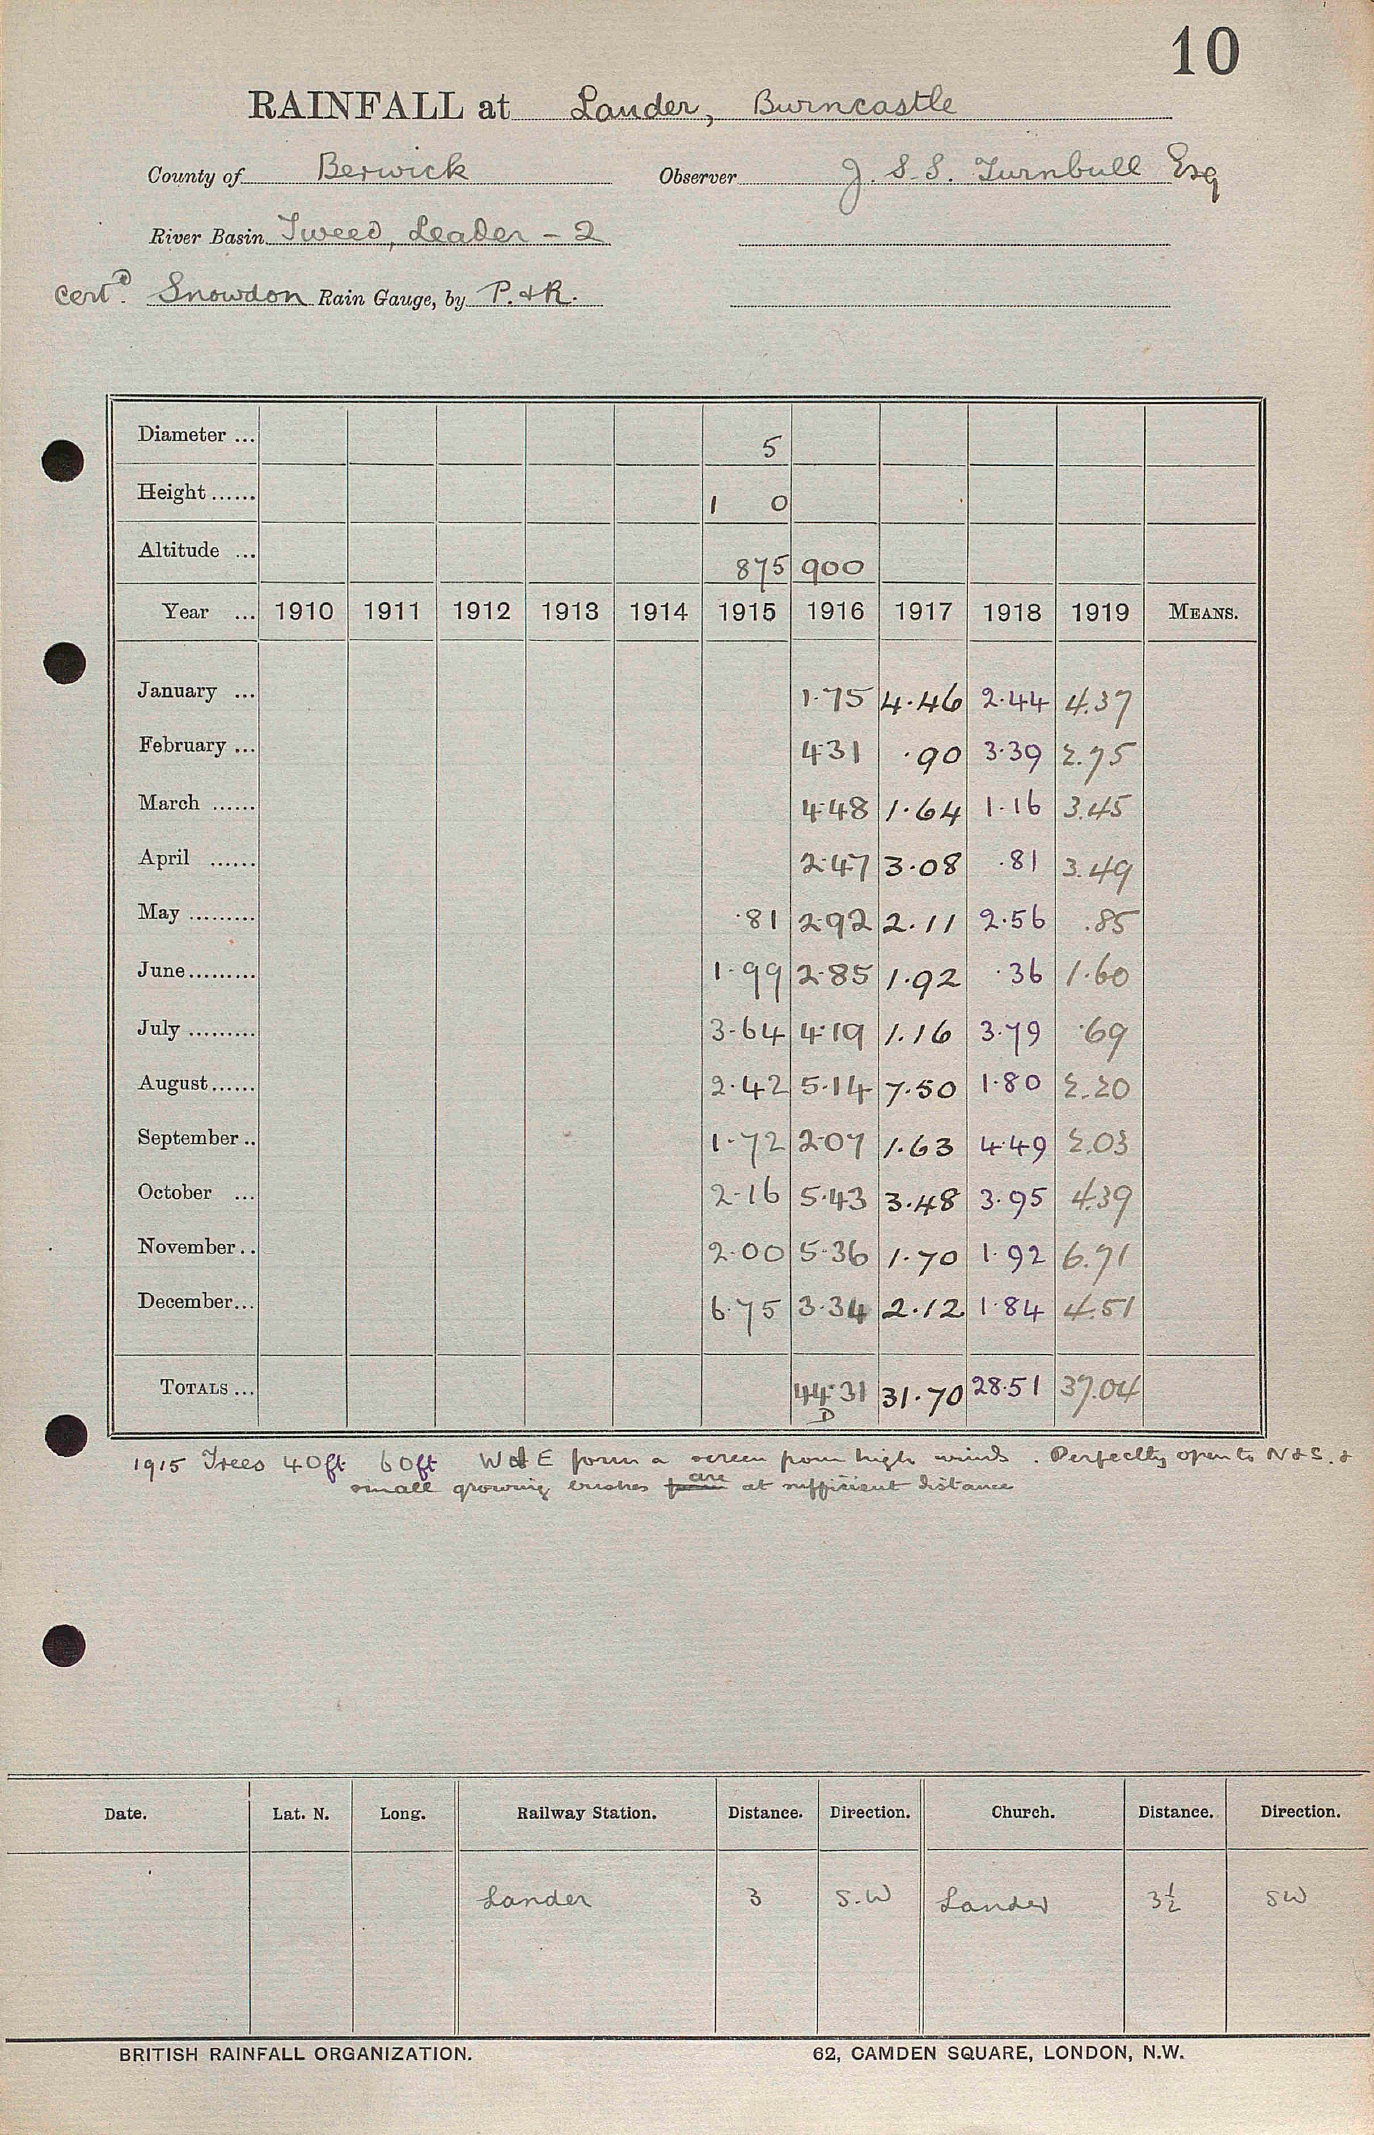 10
RAINFALL at Lauder, Burncastle
County of Berwick Observer J. S. S. Turnbull Esq
River Basin Tweed, Leader - 2
Certd. Snowdon Rain Gauge, by P. & R.
Diameter ... 5
Height ...... 1 0
Altitude ... 875 900
Year ... 1910 1911 1912 1913 1914 1915 1916 1917 1918 1919 MEANS.
January ... 1.75 4.46 2.44 4.37
February ... 4.31 .90 3.39 2.75
March ...... 4.48 1.64 1.16 3.45
April ...... 2.47 3.08 .81 3.49
May ......... .81 2.92 2.11 2.56 .85
June......... 1.99 2.85 1.92 .36 1.60
July ......... 3.64 4.19 1.16 3.79 .69
August...... 2.42 5.14 7.50 1.80 2.20
September .. 1.72 2.07 1.63 4.49 2.03
October ... 2.16 5.43 3.48 3.95 4.39
November .. 2.00 5.36 1.70 1.92 6.71
December... 6.75 3.34 2.12 1.84 4.51
TOTALS ... 44.31 31.70 28.51 37.04
D
1915 Trees 40ft 60ft W & E form a screen from high winds. Perfectly open to N & S. &
small growing bushes are at sufficient distance
Date. Lat. N. Long. Railway Station. Distance. Direction. Church. Distance. Direction.
Lauder 3 S.W Lauder 3½ SW
BRITISH RAINFALL ORGANIZATION. 62, CAMDEN SQUARE, LONDON, N.W.